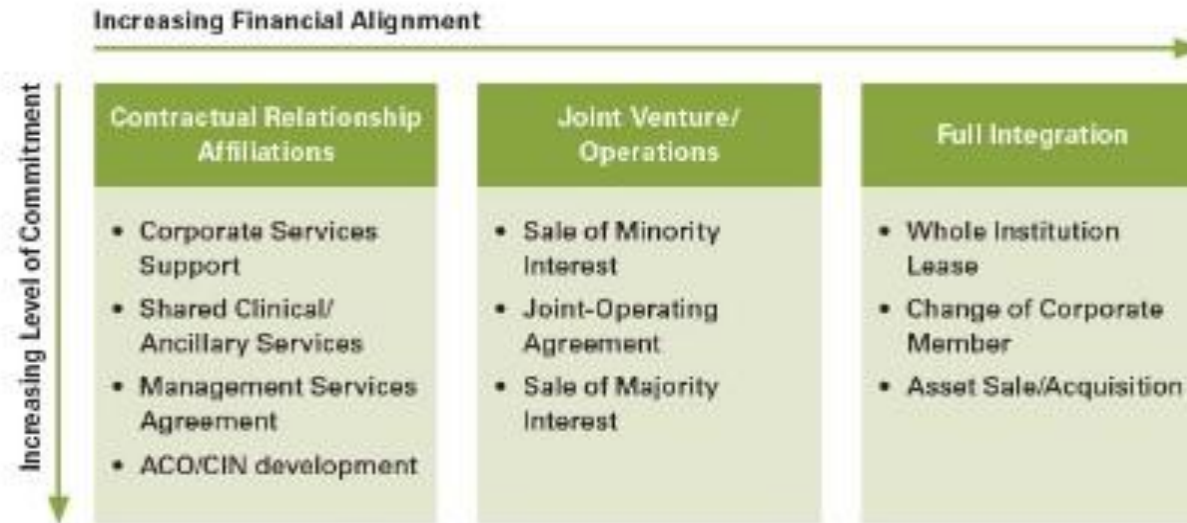 Increasing Financial Alignment
Increasing Level of Commitment
Contractual Relationship
Affiliations
• Corporate Services
Support
• Shared Clinical/
Ancillary Services
• Management Services
Agreement
• ACO/CIN development
Joint Venture/
Operations
• Sale of Minority
Interest
• Joint-Operating
Agreement
• Sale of Majority
Interest
Full Integration
• Whole Institution
Lease
• Change of Corporate
Member
• Asset Sale/Acquisition